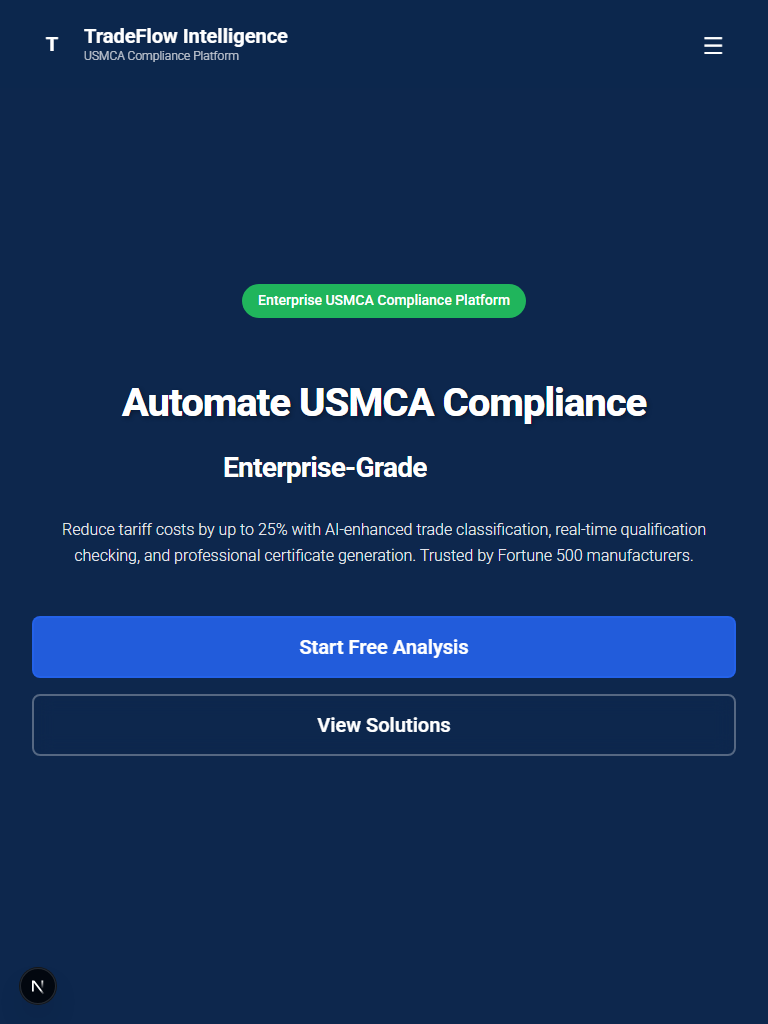 T
TradeFlow Intelligence
USMCA Compliance Platform
Enterprise USMCA Compliance Platform
Automate USMCA Compliance
Enterprise-Grade
Reduce tariff costs by up to 25% with AI-enhanced trade classification, real-time qualification
checking, and professional certificate generation. Trusted by Fortune 500 manufacturers.
Start Free Analysis
View Solutions
N